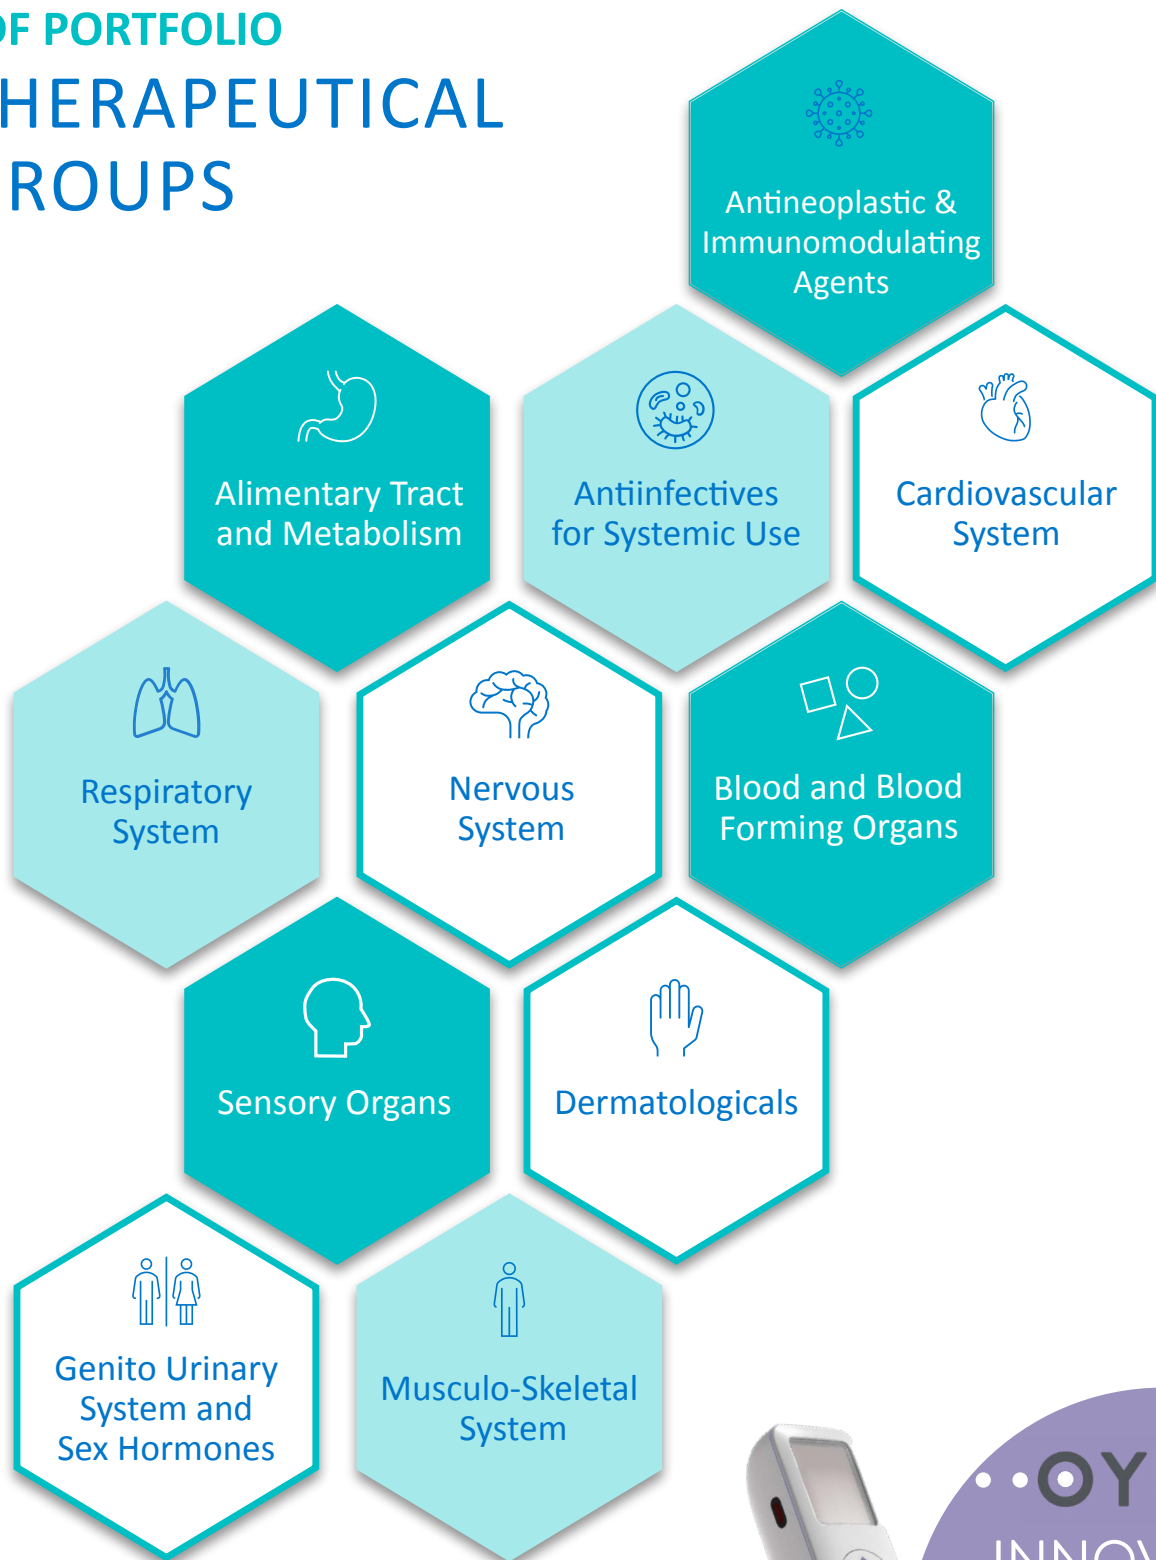 OF PORTFOLIO
HERAPEUTICAL
ROUPS
Antineoplastic &
Immunomodulating
Agents
Alimentary Tract
and Metabolism
Antiinfectives
for Systemic Use
Cardiovascular
System
Respiratory
System
Nervous
System
Blood and Blood
Forming Organs
Sensory Organs
Dermatologicals
Genito Urinary
System and
Sex Hormones
Musculo-Skeletal
System
OY
INNOV